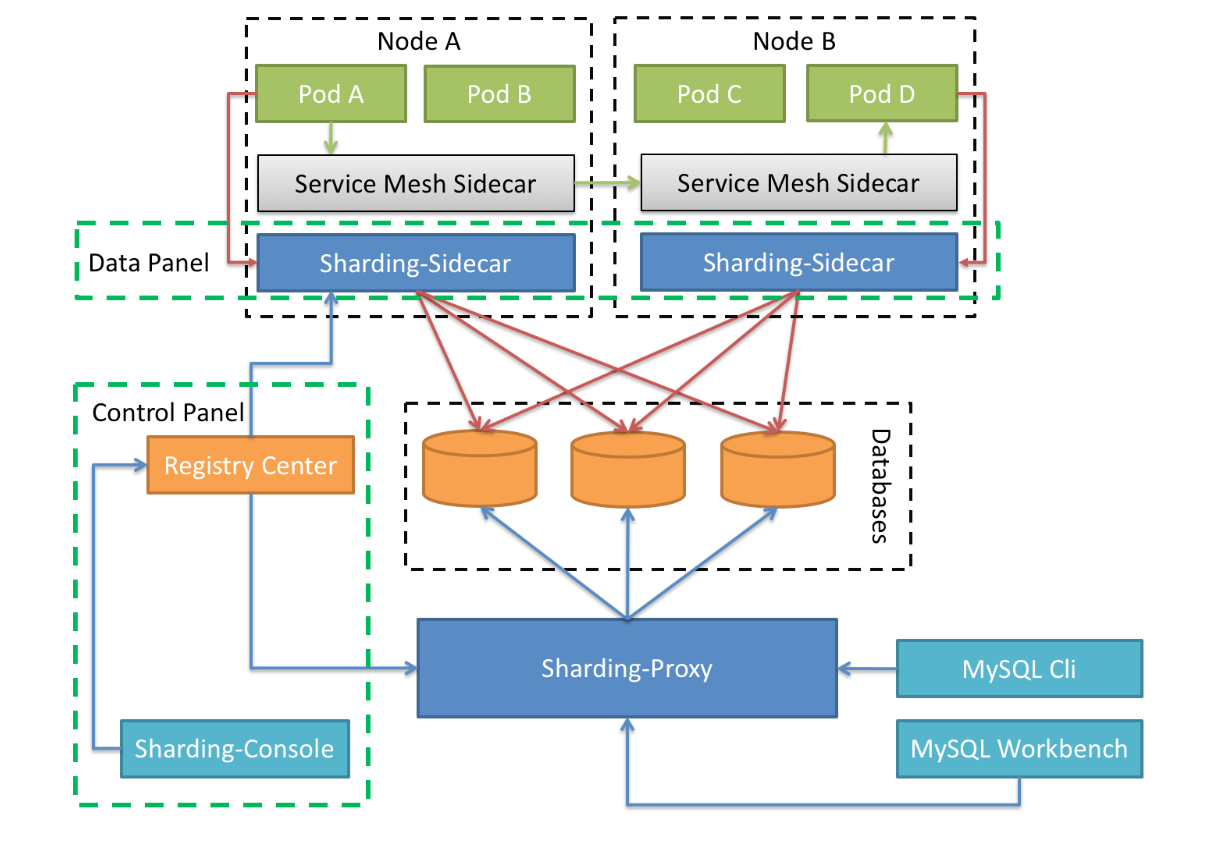 Node A
Node B
Pod A
Pod B
Pod C
Pod D
Service Mesh Sidecar
Service Mesh Sidecar
Data Panel
Sharding-Sidecar
Sharding-Sidecar
Control Panel
Registry Center
Databases
Sharding-Proxy
MySQL Cli
Sharding-Console
MySQL Workbench